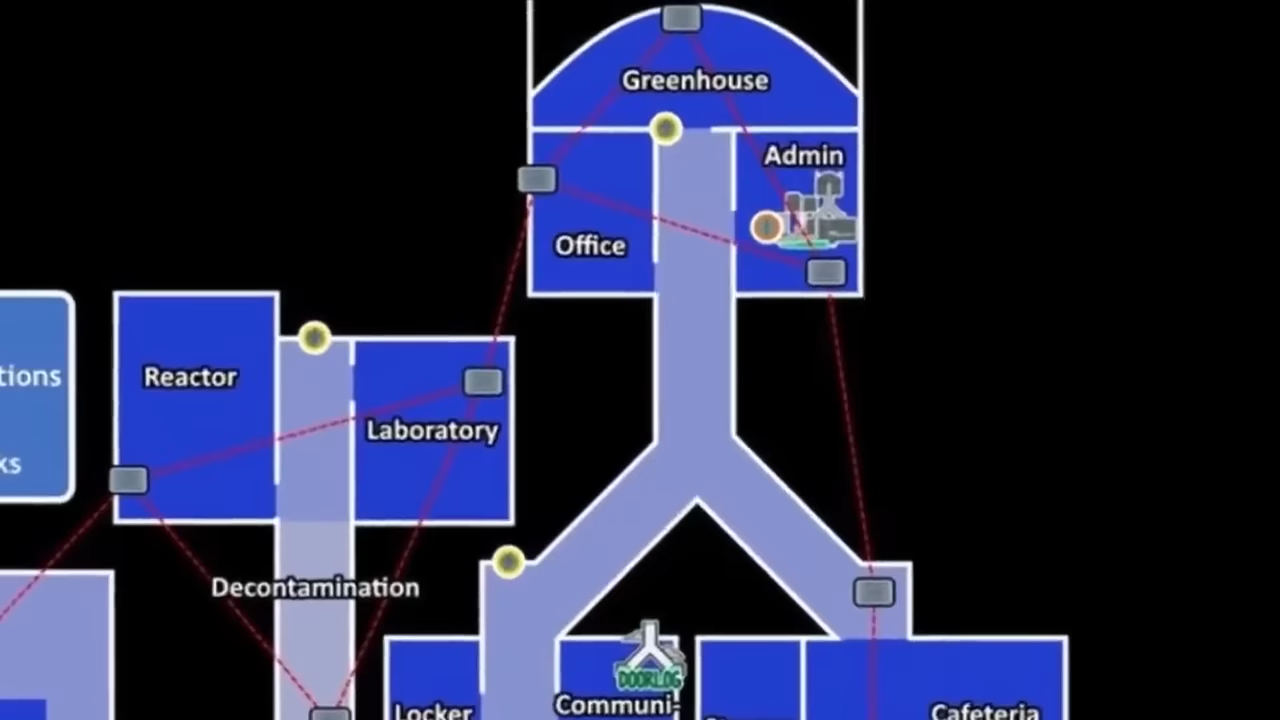 Greenhouse
Admin
Office
tions
Reactor
Laboratory
ks
Decontamination
DOORLOG
Locker
Communi-
Cafeteria